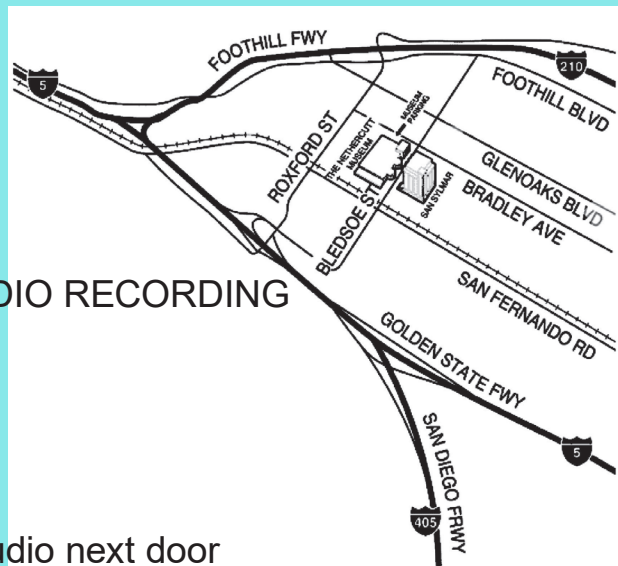 FOOTHILL FWY
5
210
FOOTHILL BLVD
MUSEUM
PARKING
ROXFORD ST
THE NETHERCUTT
MUSEUM
GLENOAKS BLVD
SAN SYLMAR
BRADLEY AVE
BLEDSOE ST
DIO RECORDING
SAN FERNANDO RD
GOLDEN STATE FWY
SAN DIEGO FRWY
5
405
udio next door